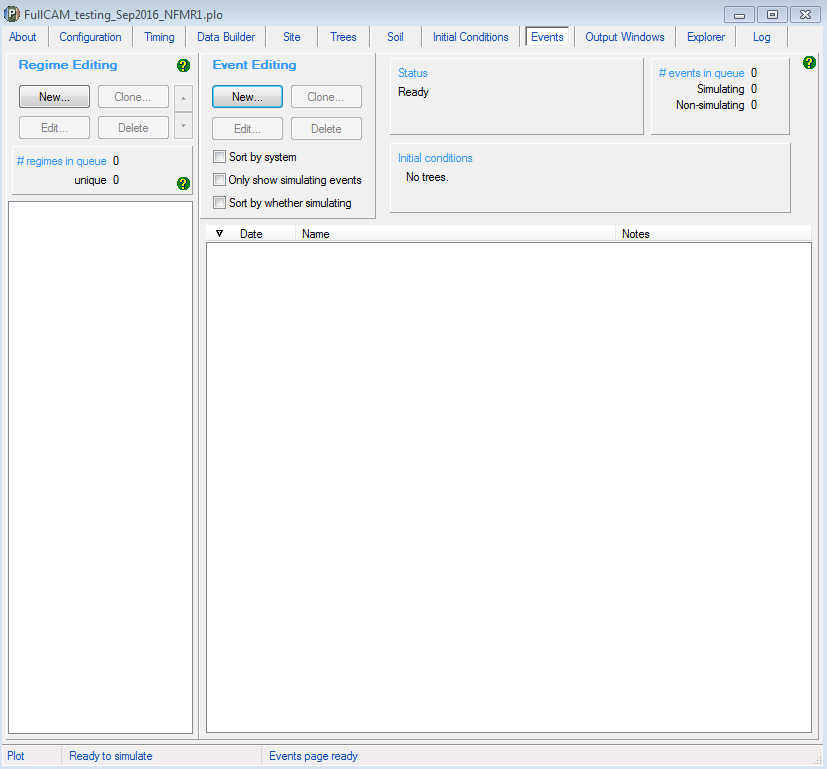 FullCAM_testing_Sep2016_NFMR1.plo
About Configuration Timing Data Builder Site Trees Soil Initial Conditions Events Output Windows Explorer Log
Regime Editing
New... Clone...
Edit... Delete
# regimes in queue 0
unique 0
Event Editing
New... Clone...
Edit... Delete
Sort by system
Only show simulating events
Sort by whether simulating
Status
Ready
# events in queue 0
Simulating 0
Non-simulating 0
Initial conditions
No trees.
Date Name Notes
Plot Ready to simulate Events page ready